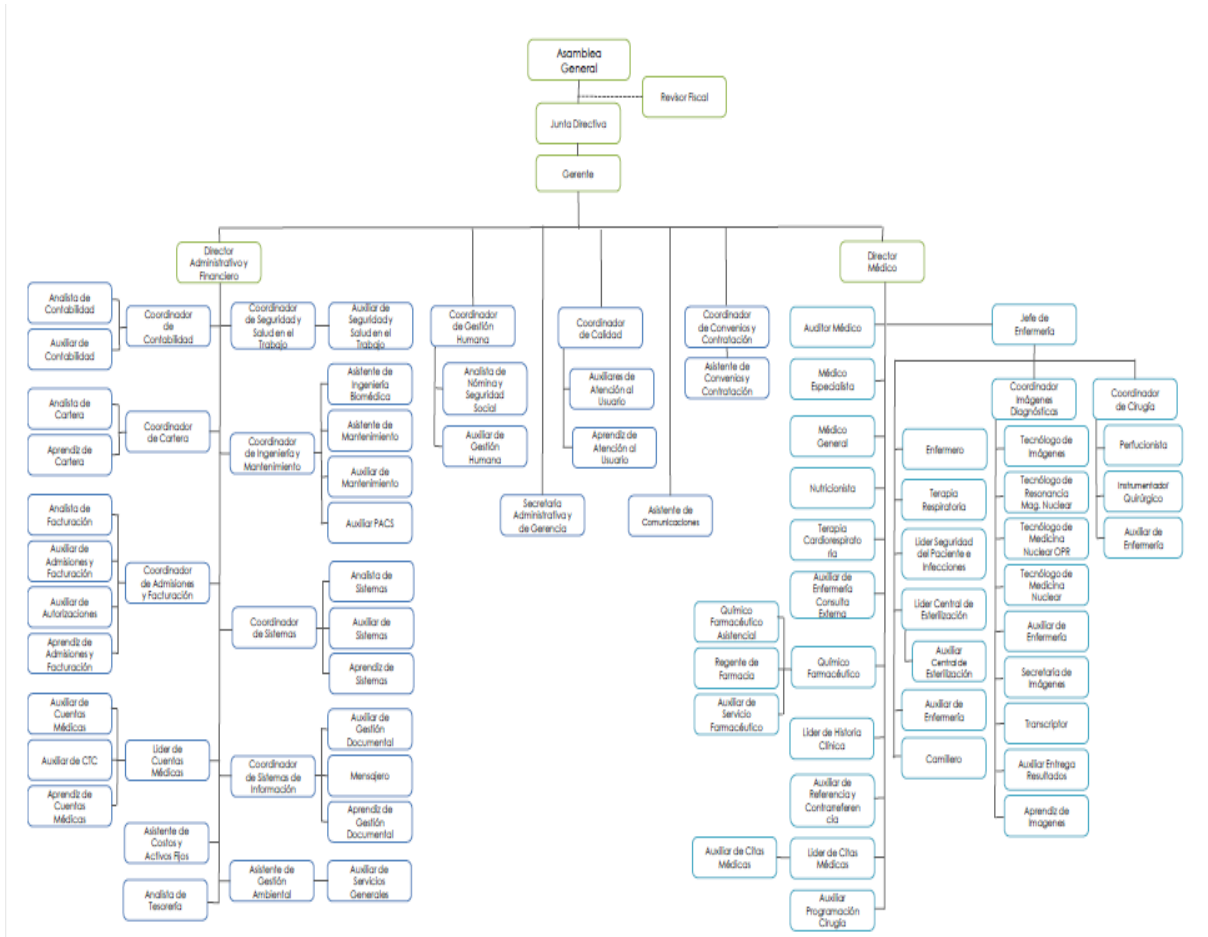 Asamblea
General
Revisor Fiscal
Junta Directiva
Gerente
Director
Administrativo y
Financiero
Director
Médico
Analista de
Contabilidad
Auxiliar de
Contabilidad
Coordinador
de
Contabilidad
Coordinador
de Seguridad y
Salud en el
Trabajo
Auxiliar de
Seguridad y
Salud en el
Trabajo
Analista de
Cartera
Aprendiz de
Cartera
Coordinador
de Cartera
Coordinador
de Ingeniería y
Mantenimiento
Asistente de
Ingeniería
Biomédica
Asistente de
Mantenimiento
Auxiliar de
Mantenimiento
Auxiliar PACS
Analista de
Facturación
Auxiliar de
Admisiones y
Facturación
Auxiliar de
Autorizaciones
Aprendiz de
Admisiones y
Facturación
Coordinador
de Admisiones
y Facturación
Coordinador
de Sistemas
Analista de
Sistemas
Auxiliar de
Sistemas
Aprendiz de
Sistemas
Auxiliar de
Cuentas
Médicas
Auxiliar de CTC
Aprendiz de
Cuentas
Médicas
Lider de
Cuentas
Médicas
Coordinador
de Sistemas de
Información
Auxiliar de
Gestión
Documental
Mensajero
Aprendiz de
Gestión
Documental
Asistente de
Costos y
Activos Fijos
Analista de
Tesorería
Asistente de
Gestión
Ambiental
Auxiliar de
Servicios
Generales
Coordinador
de Gestión
Humana
Analista de
Nómina y
Seguridad
Social
Auxiliar de
Gestión
Humana
Secretaria
Administrativa y
de Gerencia
Coordinador
de Calidad
Auxiliares de
Atención al
Usuario
Aprendiz de
Atención al
Usuario
Asistente de
Comunicaciones
Coordinador
de Convenios y
Contratación
Asistente de
Convenios y
Contratación
Auditor Médico
Médico
Especialista
Médico
General
Nutricionista
Terapia
Cardiorespirato
ría
Auxiliar de
Enfermería
Consulta
Externa
Químico
Farmacéutico
Asistencial
Regente de
Farmacia
Auxiliar de
Servicio
Farmacéutico
Químico
Farmacéutico
Lider de Historia
Clínica
Auxiliar de
Referencia y
Contrarreferen
cia
Auxiliar de Citas
Médicas
Lider de Citas
Médicas
Auxiliar
Programación
Cirugía
Jefe de
Enfermería
Enfermero
Terapia
Respiratoria
Lider Seguridad
del Paciente e
Infecciones
Lider Central de
Esterilización
Auxiliar
Central de
Esterilización
Auxiliar de
Enfermería
Camillero
Coordinador
Imágenes
Diagnósticas
Tecnólogo de
Imágenes
Tecnólogo de
Resonancia
Mag. Nuclear
Tecnólogo de
Medicina
Nuclear OPR
Tecnólogo de
Medicina
Nuclear
Auxiliar de
Enfermería
Secretaria de
Imágenes
Transcriptor
Auxiliar Entrega
Resultados
Aprendiz de
Imagenes
Coordinador
de Cirugía
Perfucionista
Instrumentador
Quirúrgico
Auxiliar de
Enfermería